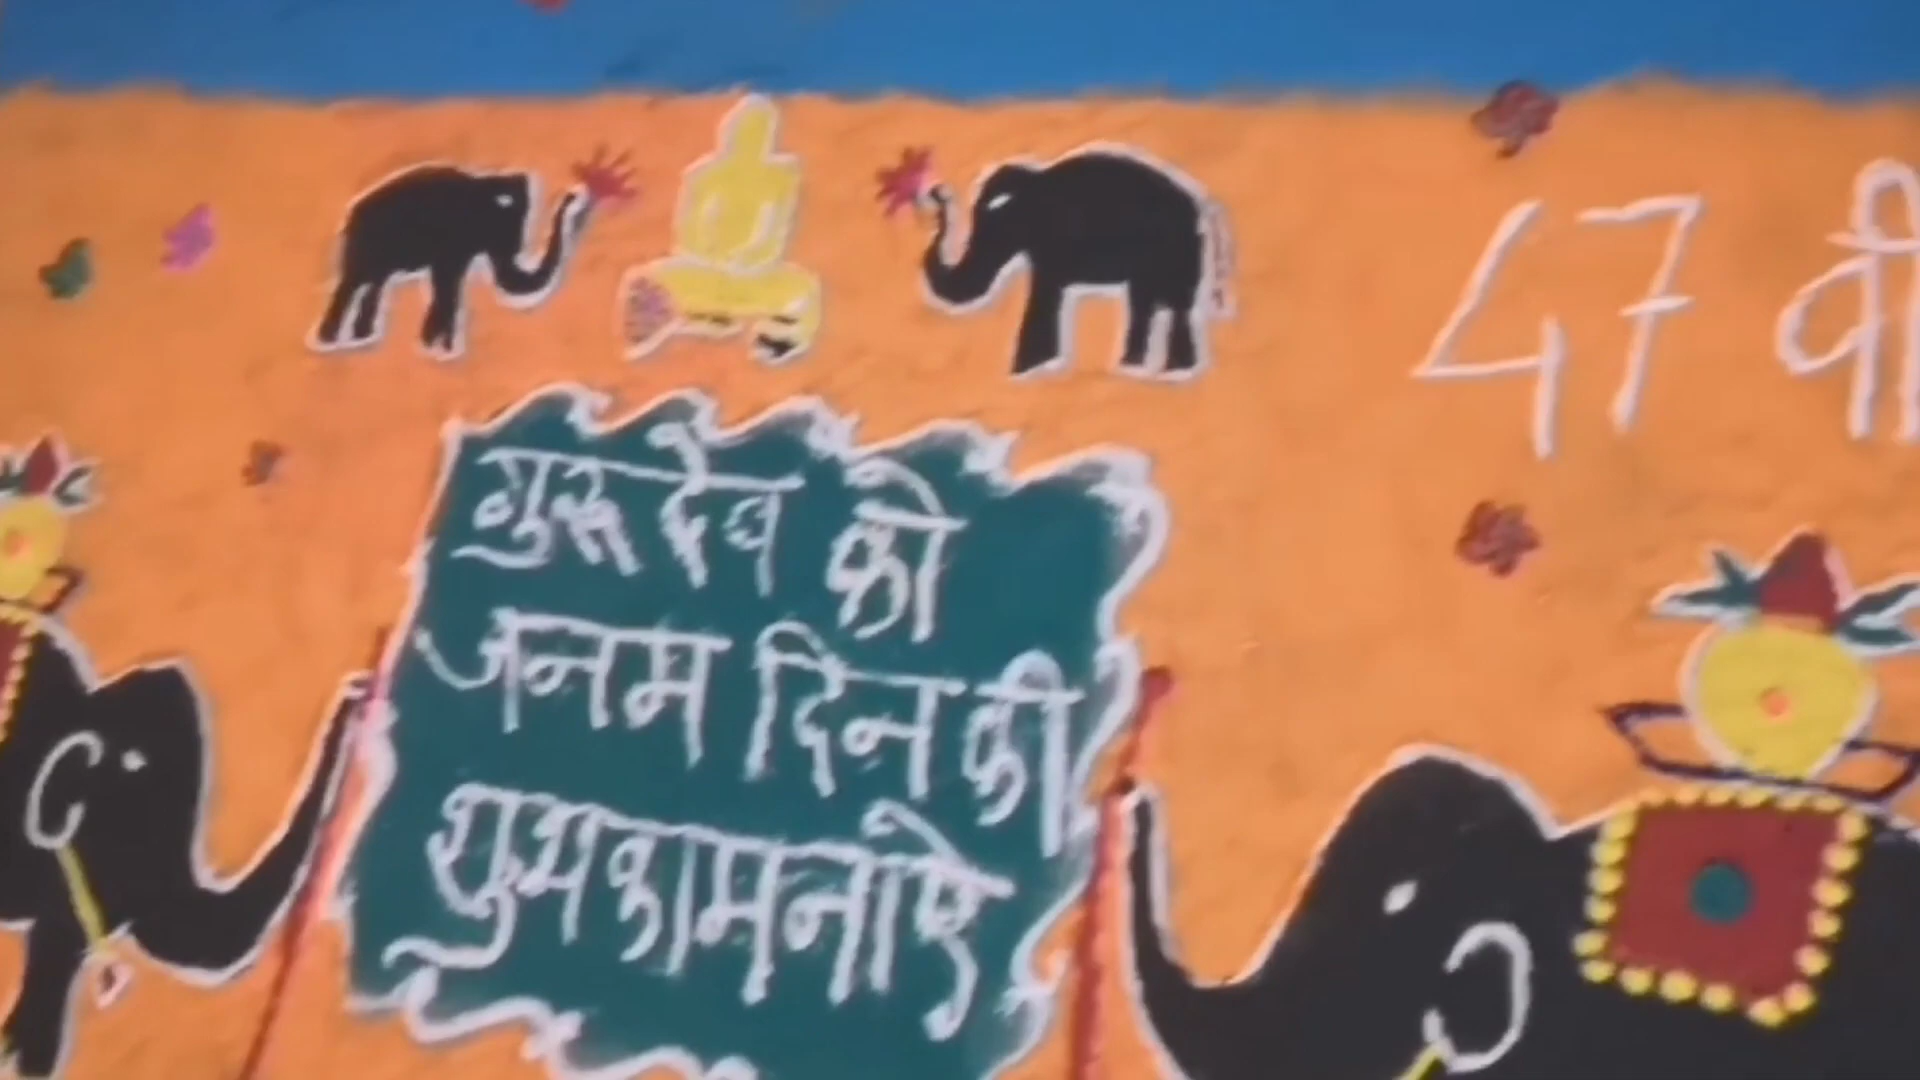 47 वी
गुरू देव को
जनम दिन की
शुभकामनाऐ